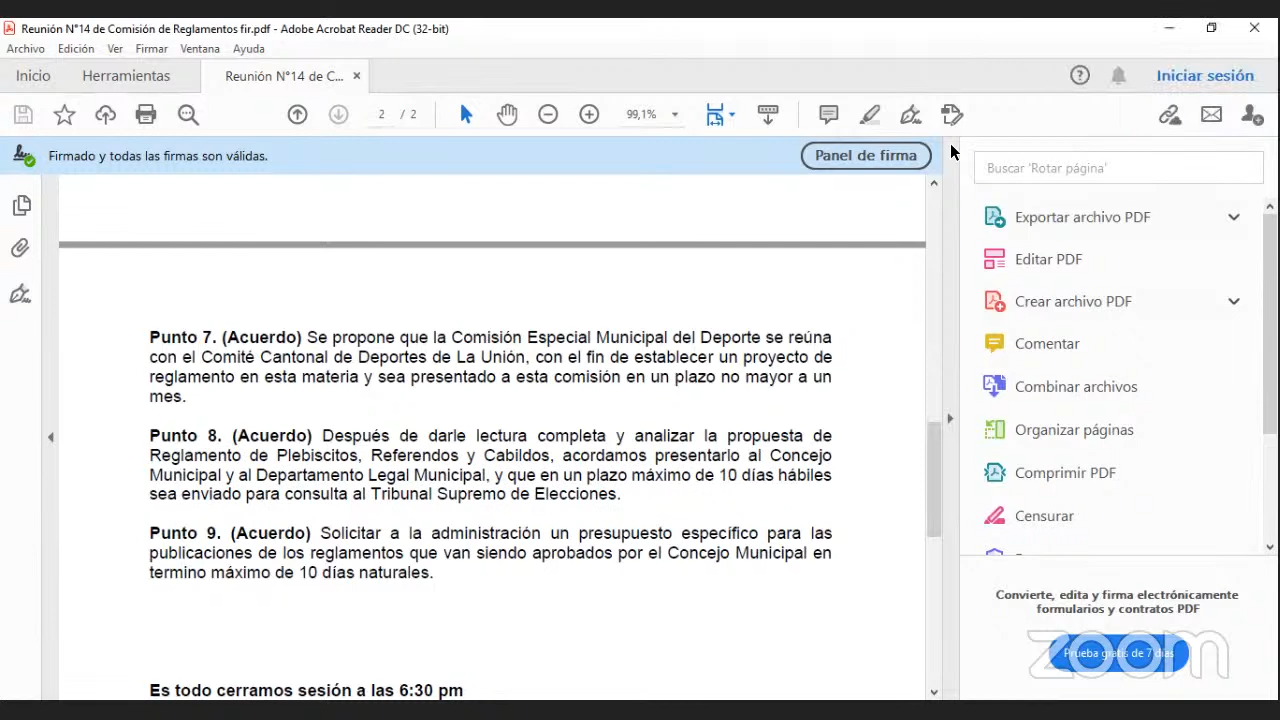 Reunión N°14 de Comisión de Reglamentos fir.pdf - Adobe Acrobat Reader DC (32-bit)
Archivo Edición Ver Firmar Ventana Ayuda
Inicio Herramientas Reunión N°14 de C... × Iniciar sesión
2 / 2 99,1%
Firmado y todas las firmas son válidas. Panel de firma
Buscar 'Rotar página'
Exportar archivo PDF
Editar PDF
Crear archivo PDF
Comentar
Combinar archivos
Organizar páginas
Comprimir PDF
Censurar
Convierte, edita y firma electrónicamente
formularios y contratos PDF
Prueba gratis de 7 días
zoom
Punto 7. (Acuerdo) Se propone que la Comisión Especial Municipal del Deporte se reúna
con el Comité Cantonal de Deportes de La Unión, con el fin de establecer un proyecto de
reglamento en esta materia y sea presentado a esta comisión en un plazo no mayor a un
mes.
Punto 8. (Acuerdo) Después de darle lectura completa y analizar la propuesta de
Reglamento de Plebiscitos, Referendos y Cabildos, acordamos presentarlo al Concejo
Municipal y al Departamento Legal Municipal, y que en un plazo máximo de 10 días hábiles
sea enviado para consulta al Tribunal Supremo de Elecciones.
Punto 9. (Acuerdo) Solicitar a la administración un presupuesto específico para las
publicaciones de los reglamentos que van siendo aprobados por el Concejo Municipal en
termino máximo de 10 días naturales.
Es todo cerramos sesión a las 6:30 pm